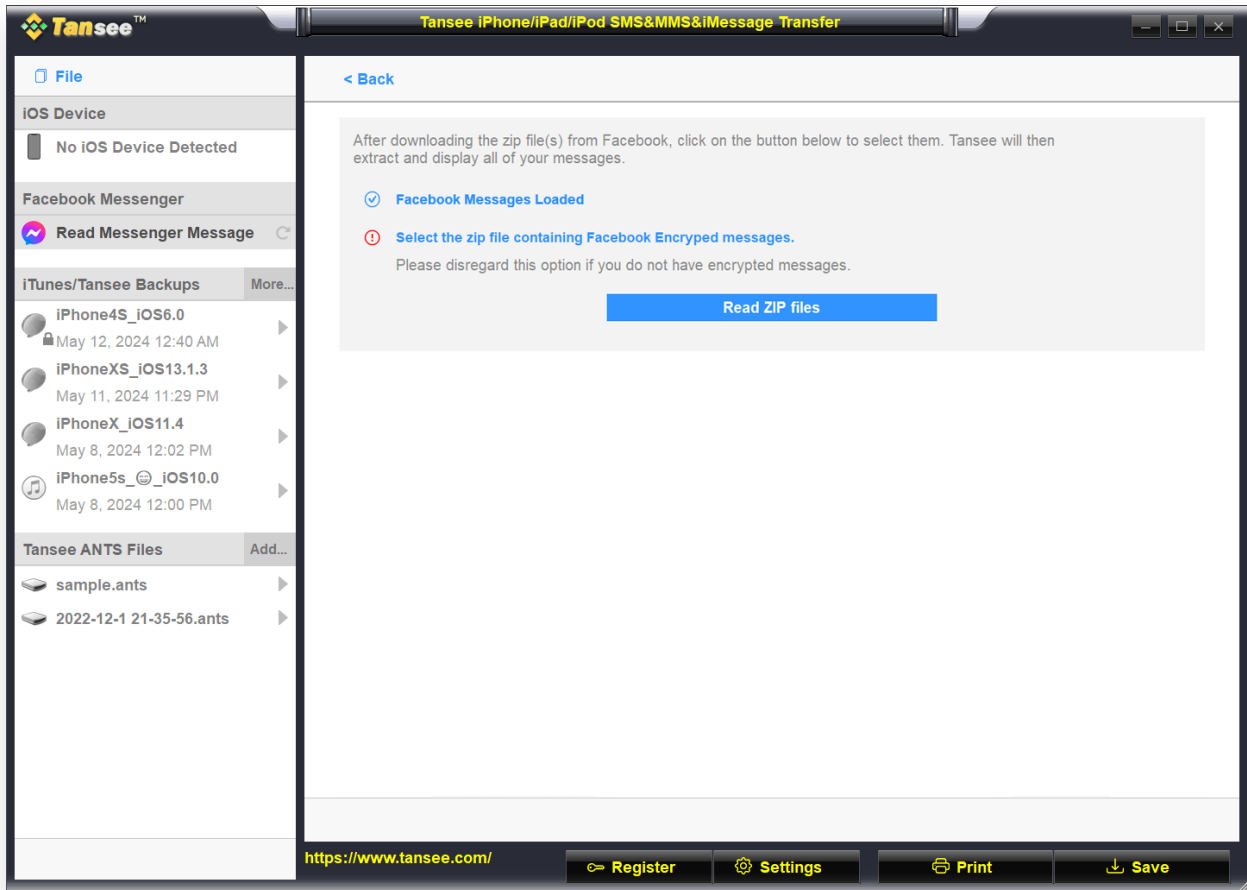 Tansee™
Tansee iPhone/iPad/iPod SMS&MMS&iMessage Transfer
File
iOS Device
No iOS Device Detected
Facebook Messenger
Read Messenger Message
iTunes/Tansee Backups More...
iPhone4S_iOS6.0
May 12, 2024 12:40 AM
iPhoneXS_iOS13.1.3
May 11, 2024 11:29 PM
iPhoneX_iOS11.4
May 8, 2024 12:02 PM
iPhone5s_😄_iOS10.0
May 8, 2024 12:00 PM
Tansee ANTS Files Add...
sample.ants
2022-12-1 21-35-56.ants
< Back
After downloading the zip file(s) from Facebook, click on the button below to select them. Tansee will then
extract and display all of your messages.
Facebook Messages Loaded
Select the zip file containing Facebook Encryped messages.
Please disregard this option if you do not have encrypted messages.
Read ZIP files
https://www.tansee.com/
Register
Settings
Print
Save